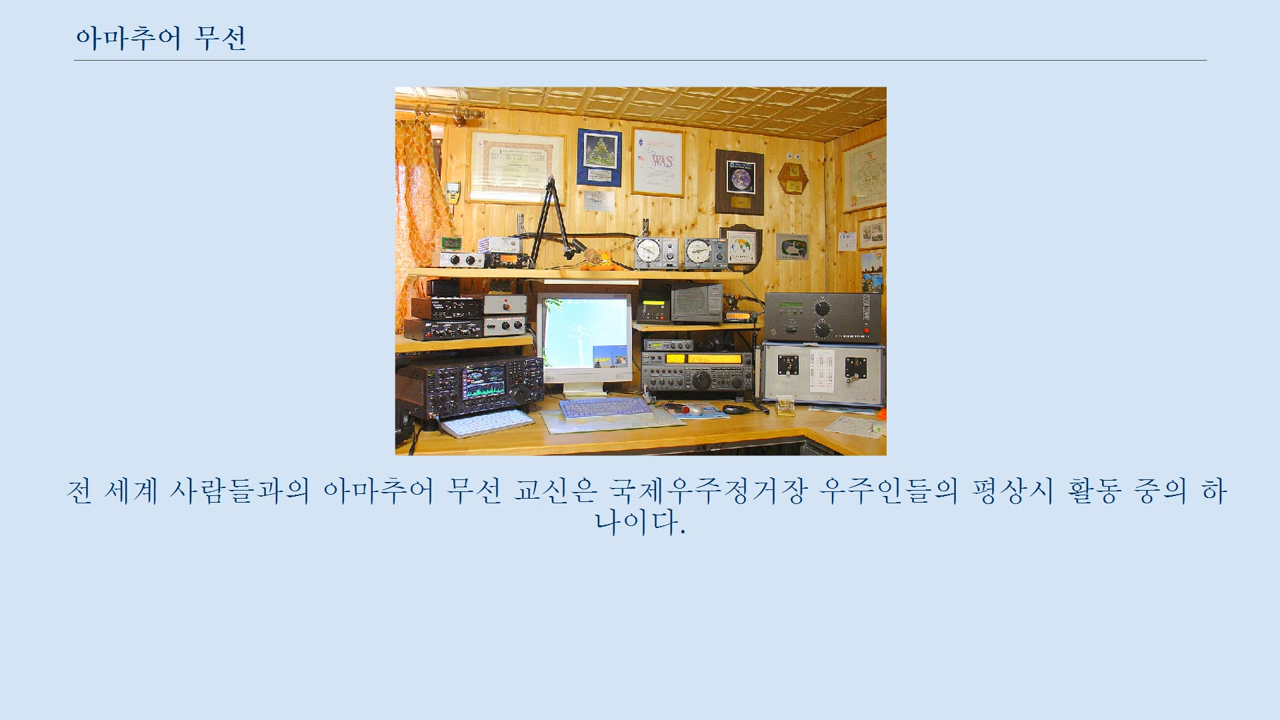 아마추어 무선
WAS
전 세계 사람들과의 아마추어 무선 교신은 국제우주정거장 우주인들의 평상시 활동 중의 하
나이다.